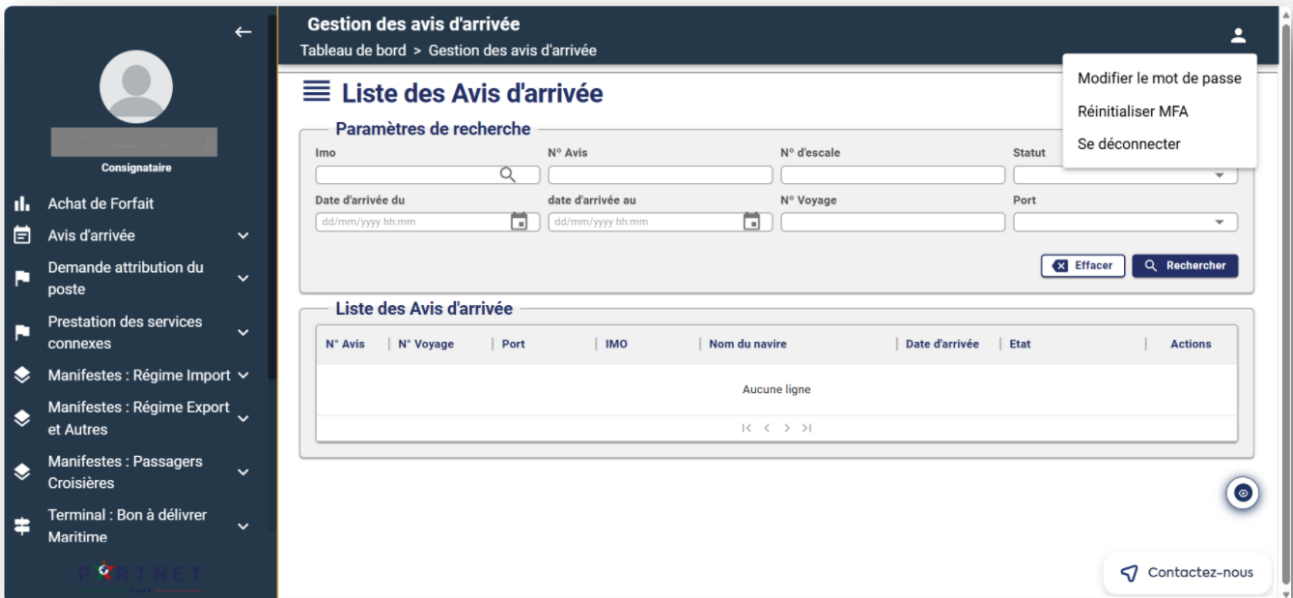 Gestion des avis d'arrivée
Tableau de bord > Gestion des avis d'arrivée
Modifier le mot de passe
Réinitialiser MFA
Se déconnecter
Consignataire
Achat de Forfait
Avis d'arrivée
Demande attribution du
poste
Prestation des services
connexes
Manifestes : Régime Import
Manifestes : Régime Export
et Autres
Manifestes : Passagers
Croisières
Terminal : Bon à délivrer
Maritime
PORTNET
Liste des Avis d'arrivée
Paramètres de recherche
Imo
N° Avis
N° d'escale
Statut
Date d'arrivée du
date d'arrivée au
N° Voyage
Port
dd/mm/yyyy hh:mm
dd/mm/yyyy hh:mm
Effacer
Rechercher
Liste des Avis d'arrivée
N° Avis
N° Voyage
Port
IMO
Nom du navire
Date d'arrivée
Etat
Actions
Aucune ligne
Contactez-nous